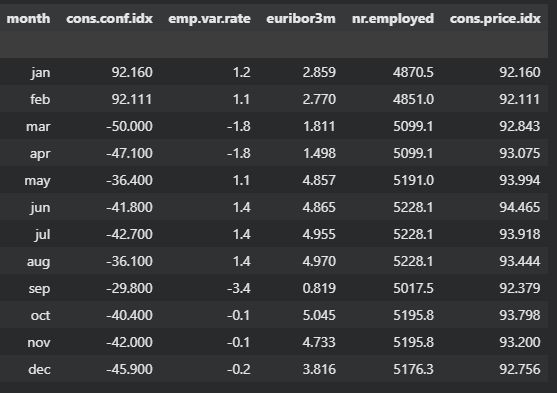 month cons.conf.idx emp.var.rate euribor3m nr.employed cons.price.idx
jan 92.160 1.2 2.859 4870.5 92.160
feb 92.111 1.1 2.770 4851.0 92.111
mar -50.000 -1.8 1.811 5099.1 92.843
apr -47.100 -1.8 1.498 5099.1 93.075
may -36.400 1.1 4.857 5191.0 93.994
jun -41.800 1.4 4.865 5228.1 94.465
jul -42.700 1.4 4.955 5228.1 93.918
aug -36.100 1.4 4.970 5228.1 93.444
sep -29.800 -3.4 0.819 5017.5 92.379
oct -40.400 -0.1 5.045 5195.8 93.798
nov -42.000 -0.1 4.733 5195.8 93.200
dec -45.900 -0.2 3.816 5176.3 92.756